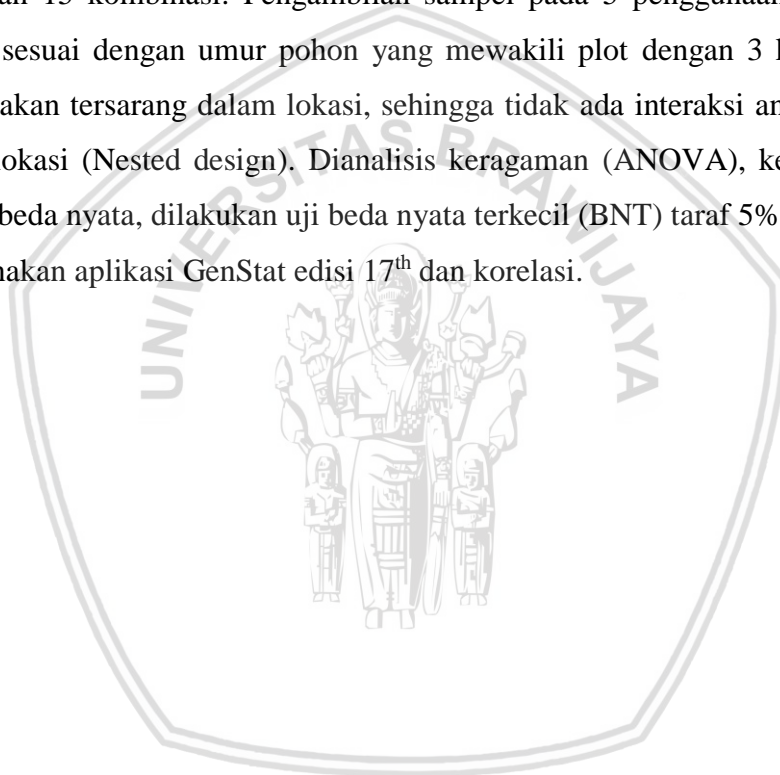 an 15 kombinasi. Pengambilan sampel pada 5 penggunaan
sesuai dengan umur pohon yang mewakili plot dengan 3
akan tersarang dalam lokasi, sehingga tidak ada interaksi
lokasi (Nested design). Dianalisis keragaman (ANOVA),
beda nyata, dilakukan uji beda nyata terkecil (BNT) taraf 5%
nakan aplikasi GenStat edisi 17th dan korelasi.
UNIVERSITAS BRAWIJAYA